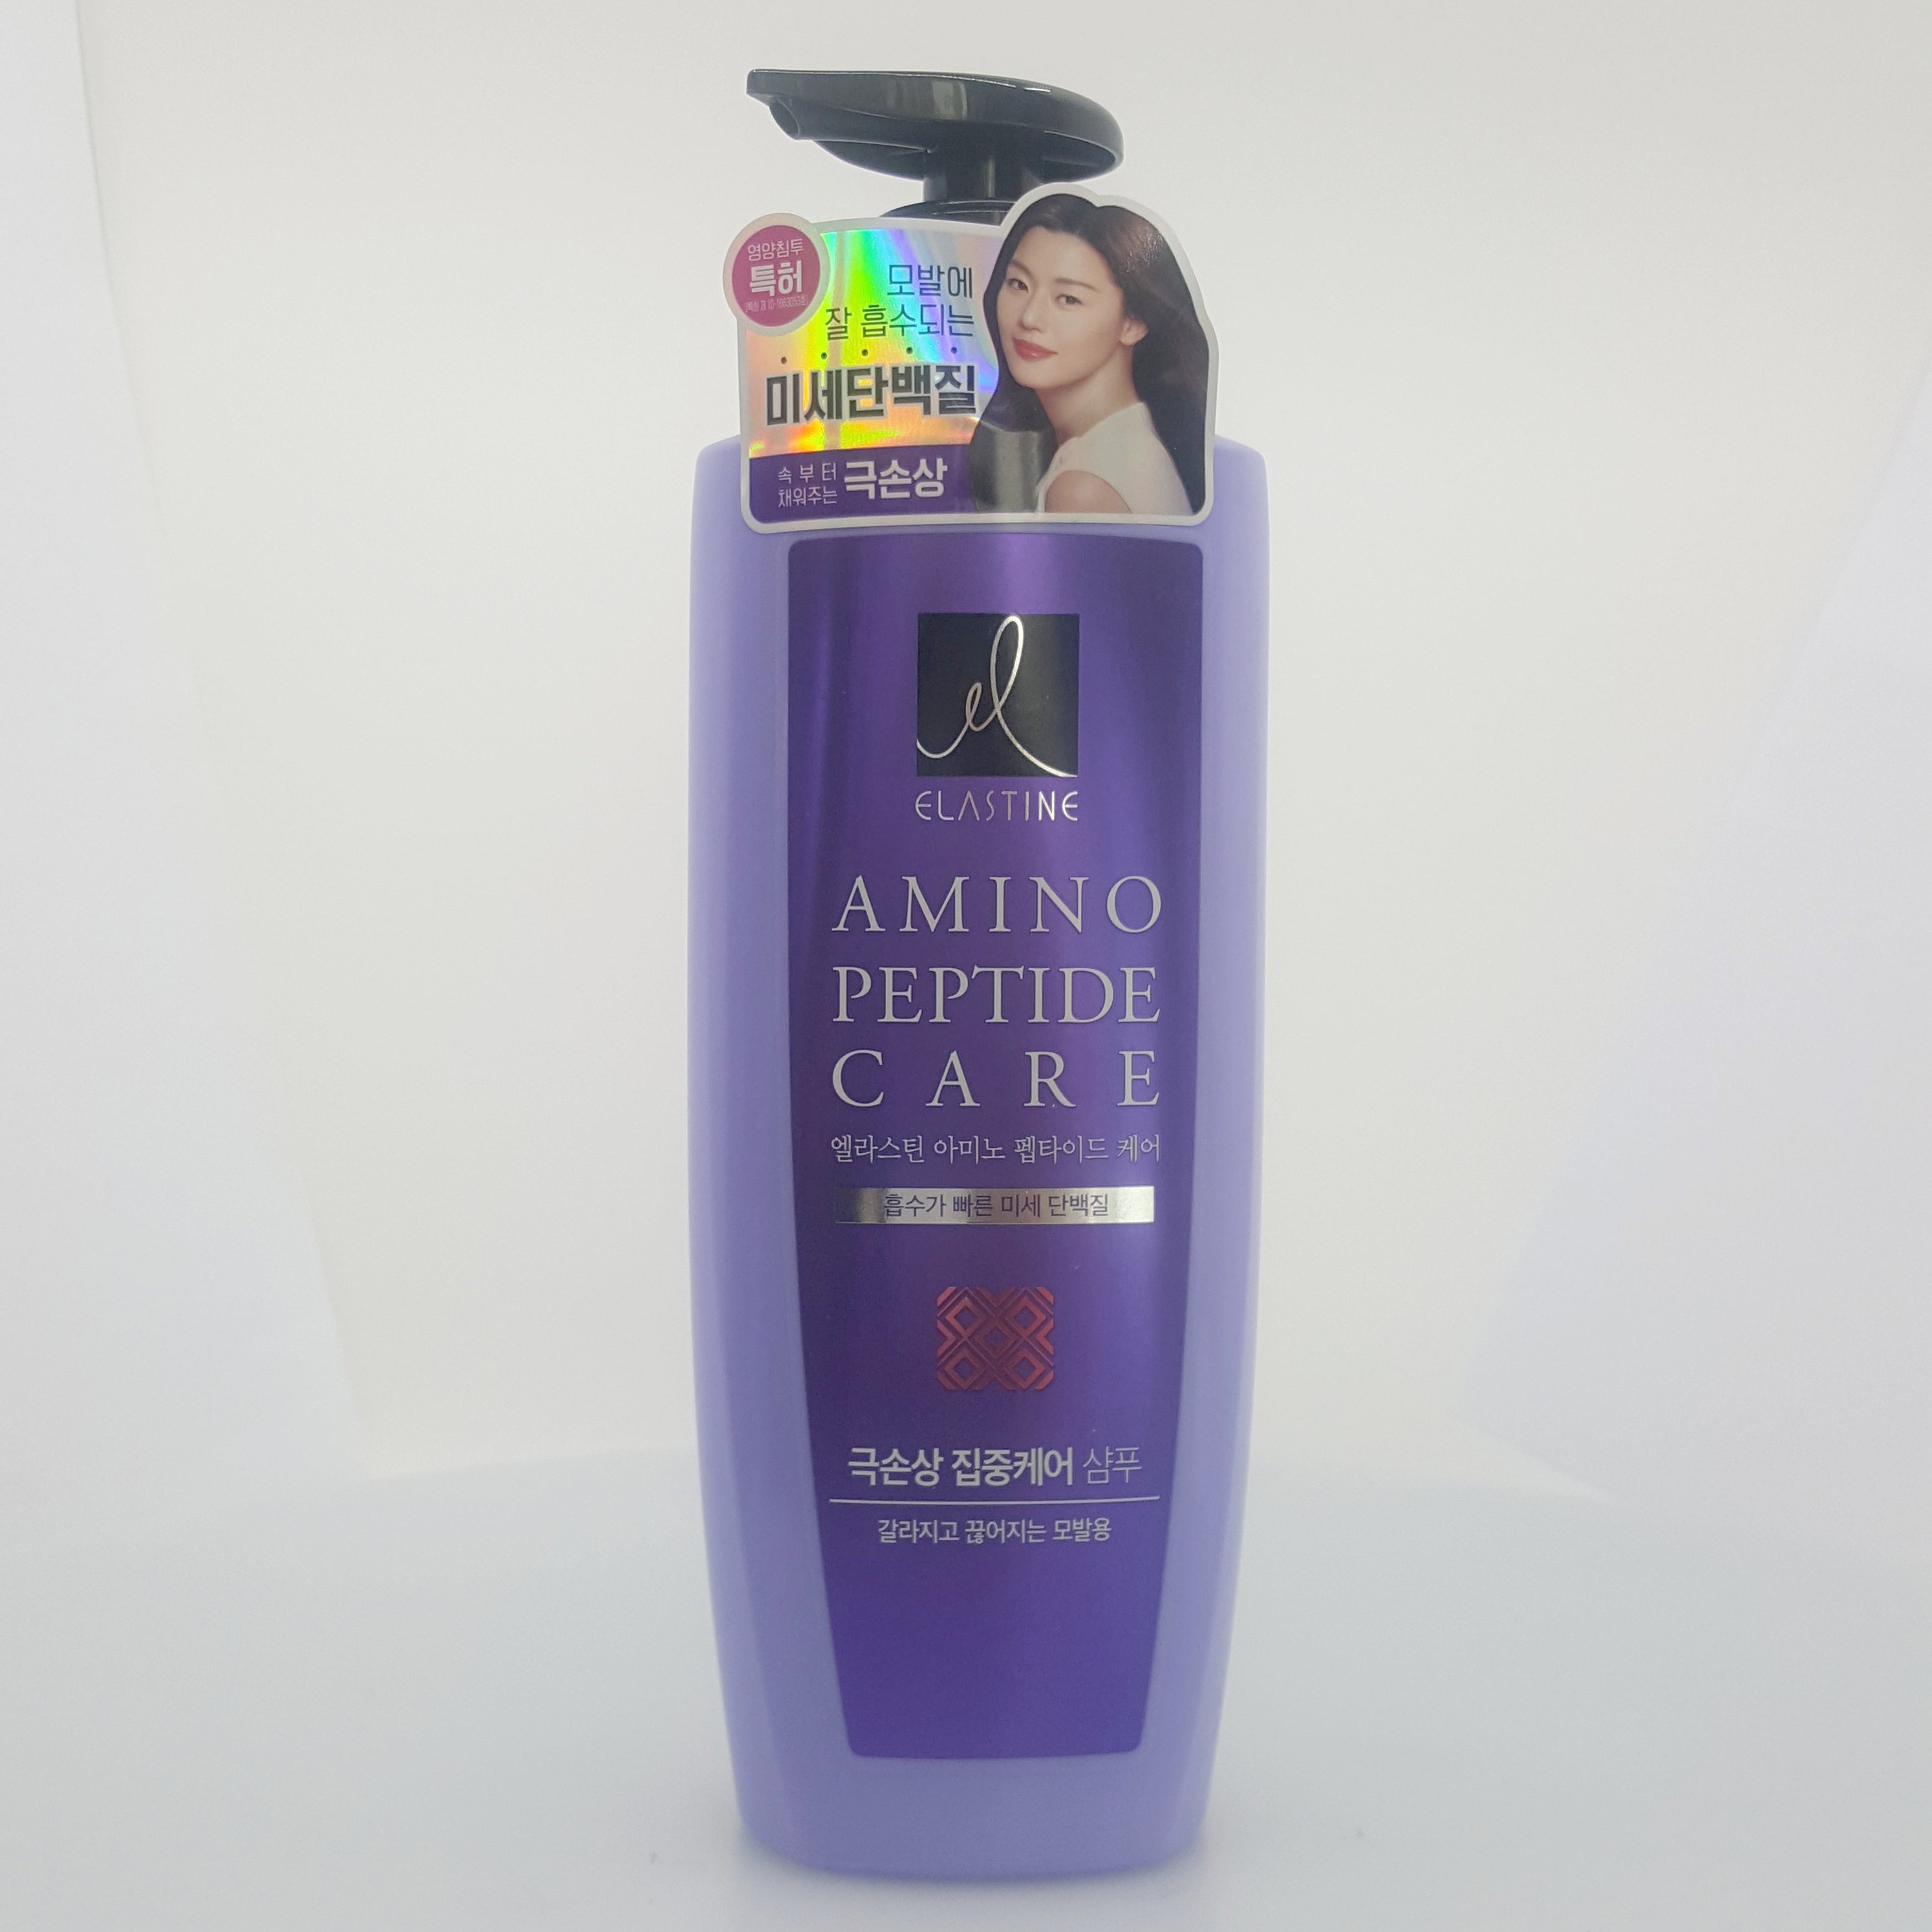 영양침투
특허
모발에
잘 흡수되는
미세단백질
속부터
채워주는
극손상
el
ELASTINE
AMINO
PEPTIDE
CARE
엘라스틴 아미노 펩타이드 케어
흡수가 빠른 미세 단백질
극손상 집중케어 샴푸
갈라지고 끊어지는 모발용